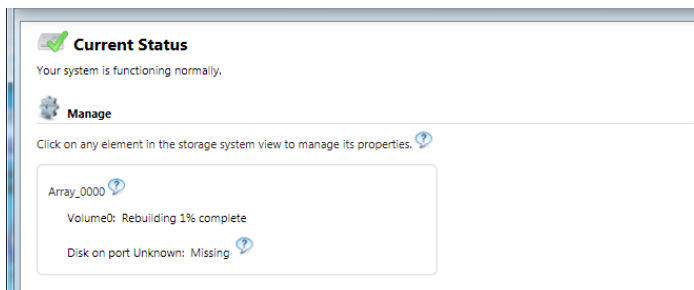 Current Status
Your system is functioning normally.
Manage
Click on any element in the storage system view to manage its properties.
Array_0000
Volume0: Rebuilding 1% complete
Disk on port Unknown: Missing